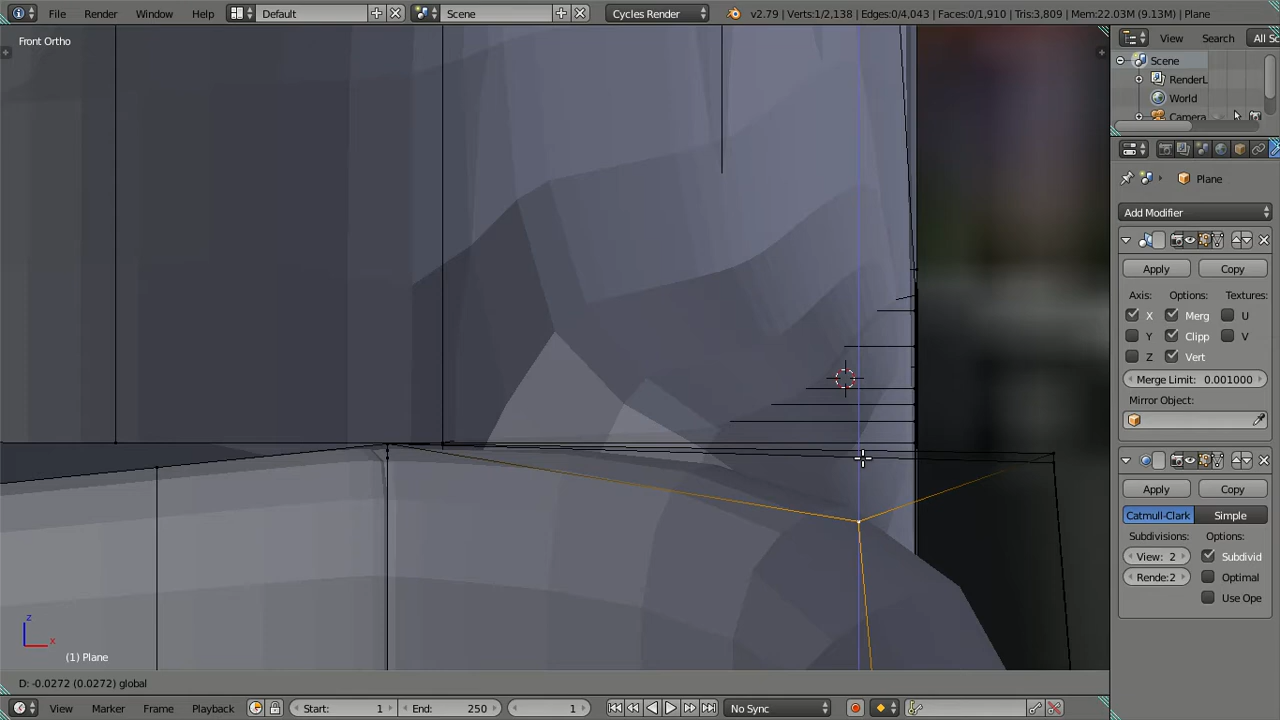 File Render Window Help Default Scene Cycles Render v2.79 | Verts:1/2,138 | Edges:0/4,043 | Faces:0/1,910 | Tris:3,809 | Mem:22.03M (9.13M) | Plane
Front Ortho
View Search All Sc
Scene
RenderL
World
Camera
Plane
Add Modifier
Apply Copy
Axis: Options: Textures:
X Merg U
Y Clipp V
Z Vert
Merge Limit: 0.001000
Mirror Object:
Apply Copy
Catmull-Clark Simple
Subdivisions: Options:
View: 2 Subdivid
Rende:2 Optimal
Use Ope
z
x
(1) Plane
D: -0.0272 (0.0272) global
View Marker Frame Playback Start: 1 End: 250 1 No Sync